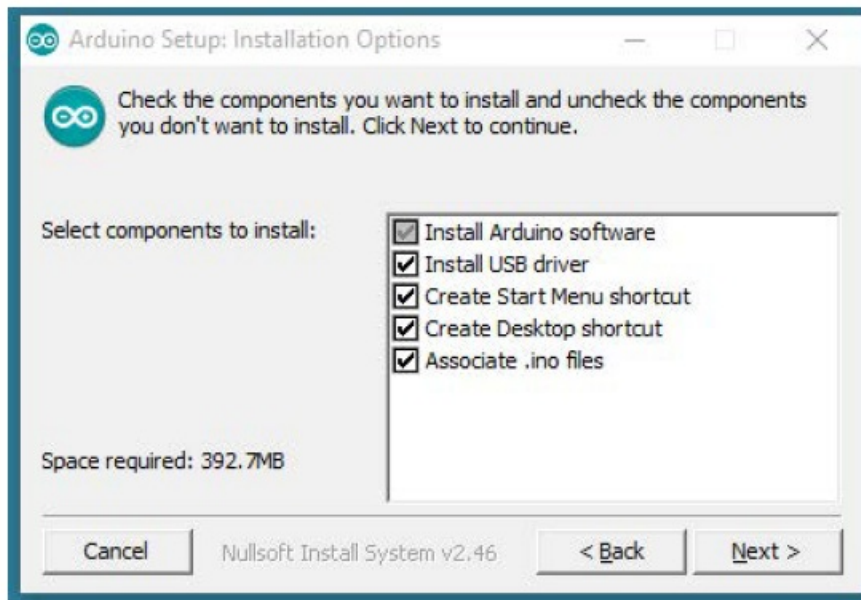 Arduino Setup: Installation Options
Check the components you want to install and uncheck the components
you don't want to install. Click Next to continue.
Select components to install:
Install Arduino software
Install USB driver
Create Start Menu shortcut
Create Desktop shortcut
Associate .ino files
Space required: 392.7MB
Cancel
Nullsoft Install System v2.46
< Back
Next >